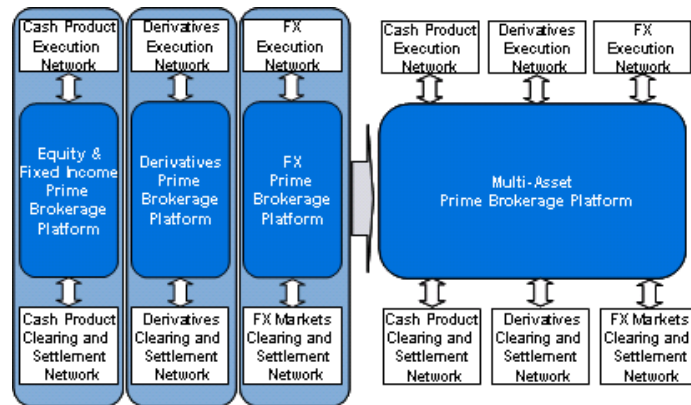 Cash Product
Execution
Network
Derivatives
Execution
Network
FX
Execution
Network
Cash Product
Execution
Network
Derivatives
Execution
Network
FX
Execution
Network
Equity &
Fixed Income
Prime
Brokerage
Platform
Derivatives
Prime
Brokerage
Platform
FX
Prime
Brokerage
Platform
Multi-Asset
Prime Brokerage Platform
Cash Product
Clearing and
Settlement
Network
Derivatives
Clearing and
Settlement
Network
FX Markets
Clearing and
Settlement
Network
Cash Product
Clearing and
Settlement
Network
Derivatives
Clearing and
Settlement
Network
FX Markets
Clearing and
Settlement
Network